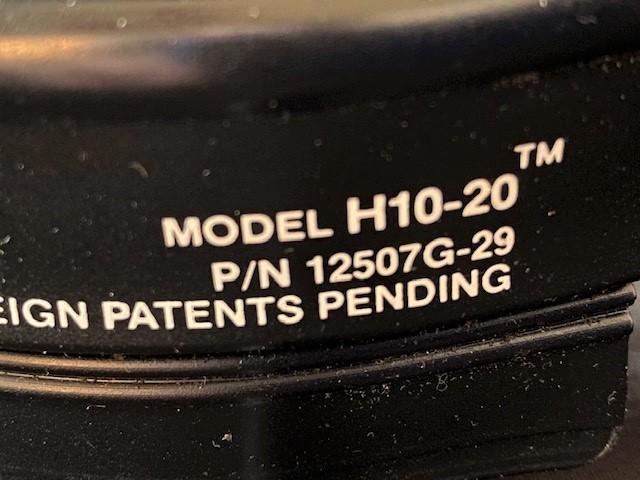 MODEL H10-20™
P/N 12507G-29
EIGN PATENTS PENDING